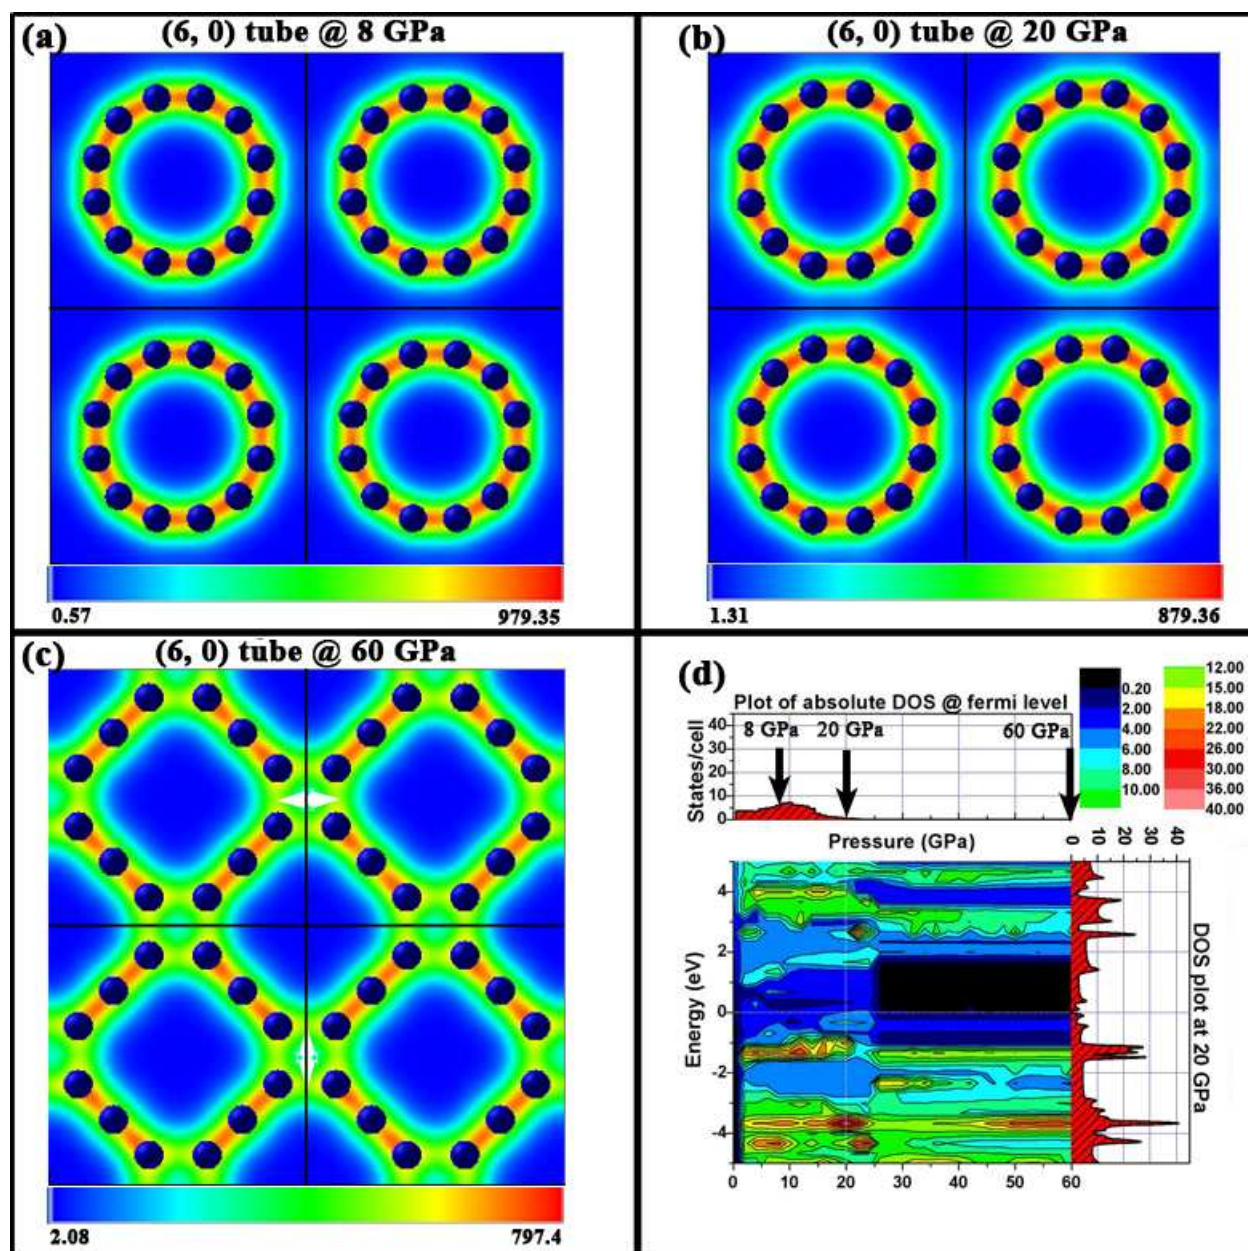 (a) (6, 0) tube @ 8 GPa
0.57 979.35
(b) (6, 0) tube @ 20 GPa
1.31 879.36
(c) (6, 0) tube @ 60 GPa
2.08 797.4
(d)
Plot of absolute DOS @ fermi level
8 GPa 20 GPa 60 GPa
States/cell
40
30
20
10
0
0.20
2.00
4.00
6.00
8.00
10.00
12.00
15.00
18.00
22.00
26.00
30.00
36.00
40.00
Pressure (GPa)
0 10 20 30 40
Energy (eV)
4
2
0
-2
-4
0 10 20 30 40 50 60
DOS plot at 20 GPa